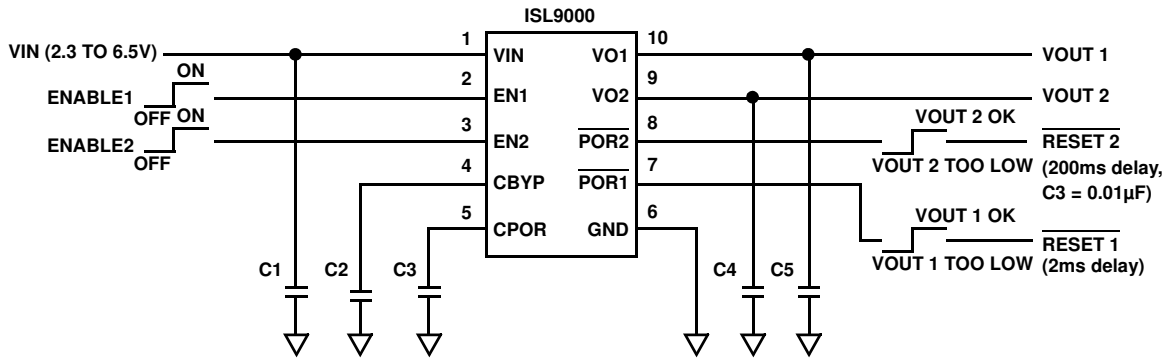 ISL9000
VIN (2.3 TO 6.5V)
1
VIN
VO1
10
VOUT 1
ON
ENABLE1
OFF
2
EN1
VO2
9
VOUT 2
ON
ENABLE2
OFF
3
EN2
POR2
8
VOUT 2 OK
VOUT 2 TOO LOW
RESET 2
(200ms delay,
C3 = 0.01µF)
4
CBYP
POR1
7
VOUT 1 OK
VOUT 1 TOO LOW
RESET 1
(2ms delay)
5
CPOR
GND
6
C1
C2
C3
C4
C5